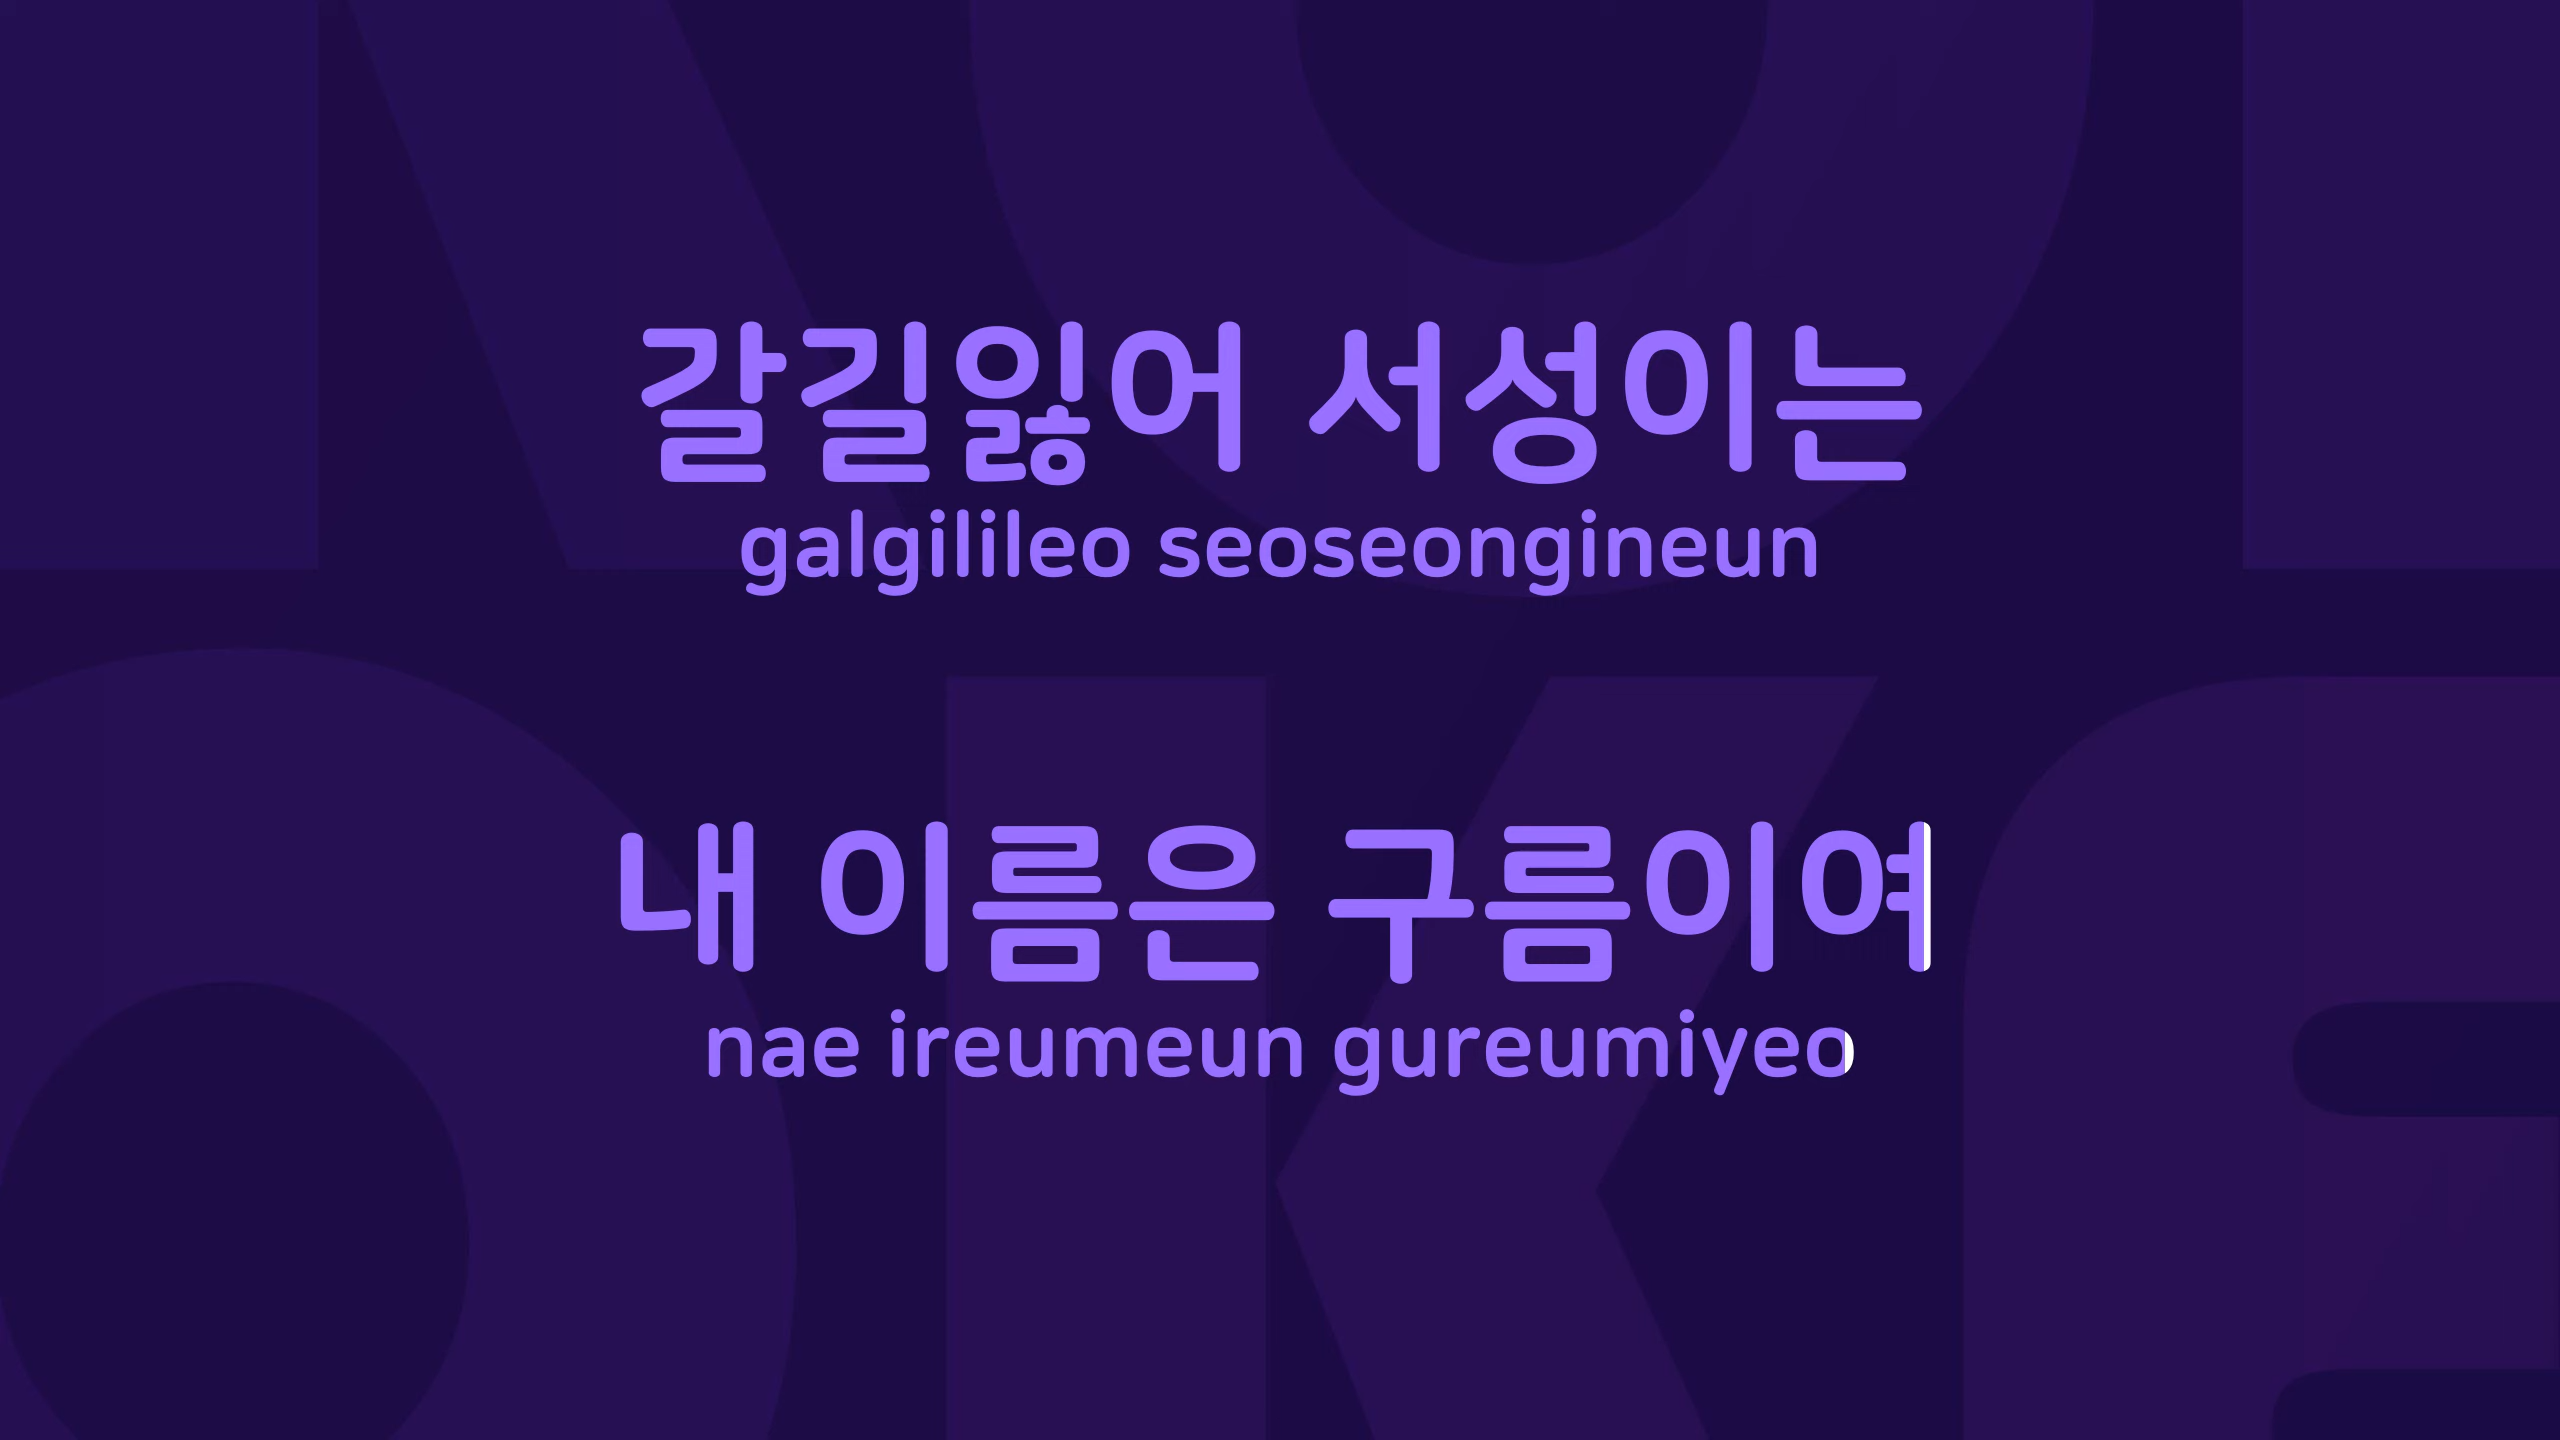 갈길잃어 서성이는
galgilileo seoseongineun
내 이름은 구름이여
nae ireumeun gureumiyeo